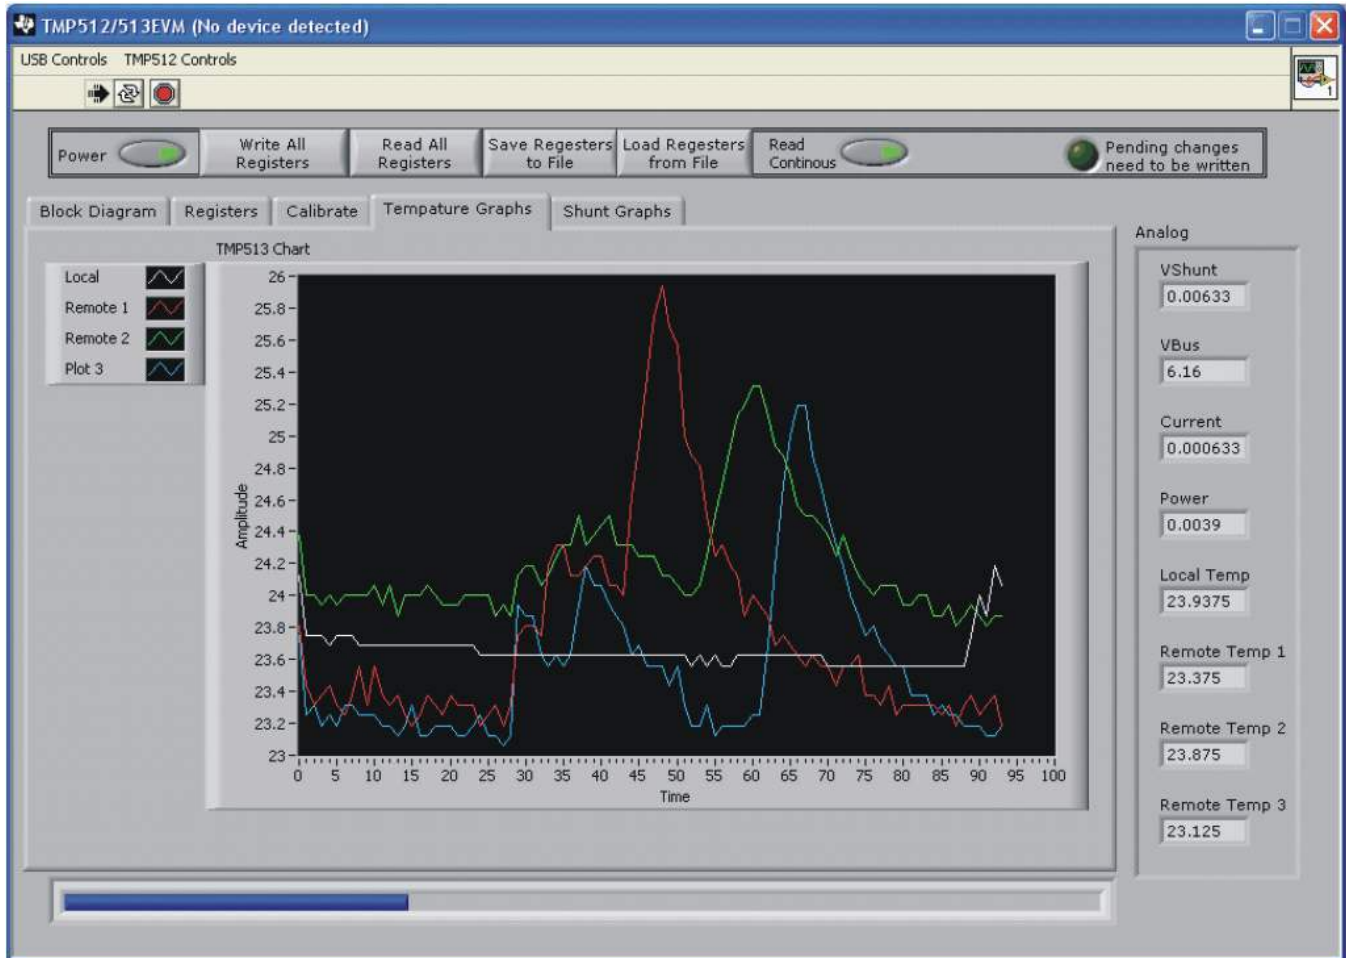 TMP512/513EVM (No device detected)
USB Controls TMP512 Controls
1
Power
Write All
Registers
Read All
Registers
Save Regesters
to File
Load Regesters
from File
Read
Continous
Pending changes
need to be written
Block Diagram
Registers
Calibrate
Tempature Graphs
Shunt Graphs
TMP513 Chart
Local
Remote 1
Remote 2
Plot 3
Amplitude
26
25.8
25.6
25.4
25.2
25
24.8
24.6
24.4
24.2
24
23.8
23.6
23.4
23.2
23
0 5 10 15 20 25 30 35 40 45 50 55 60 65 70 75 80 85 90 95 100
Time
Analog
VShunt
0.00633
VBus
6.16
Current
0.000633
Power
0.0039
Local Temp
23.9375
Remote Temp 1
23.375
Remote Temp 2
23.875
Remote Temp 3
23.125